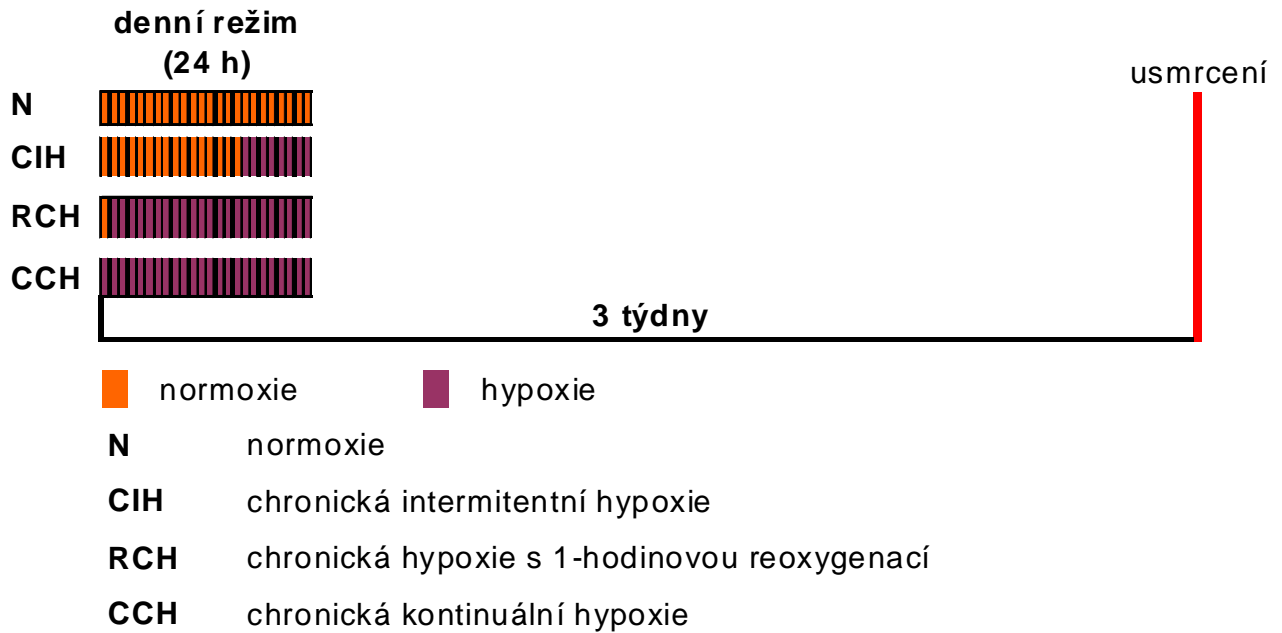 denní režim
(24 h)
usmrcení
N
CIH
RCH
CCH
3 týdny
normoxie hypoxie
N normoxie
CIH chronická intermitentní hypoxie
RCH chronická hypoxie s 1-hodinovou reoxygenací
CCH chronická kontinuální hypoxie